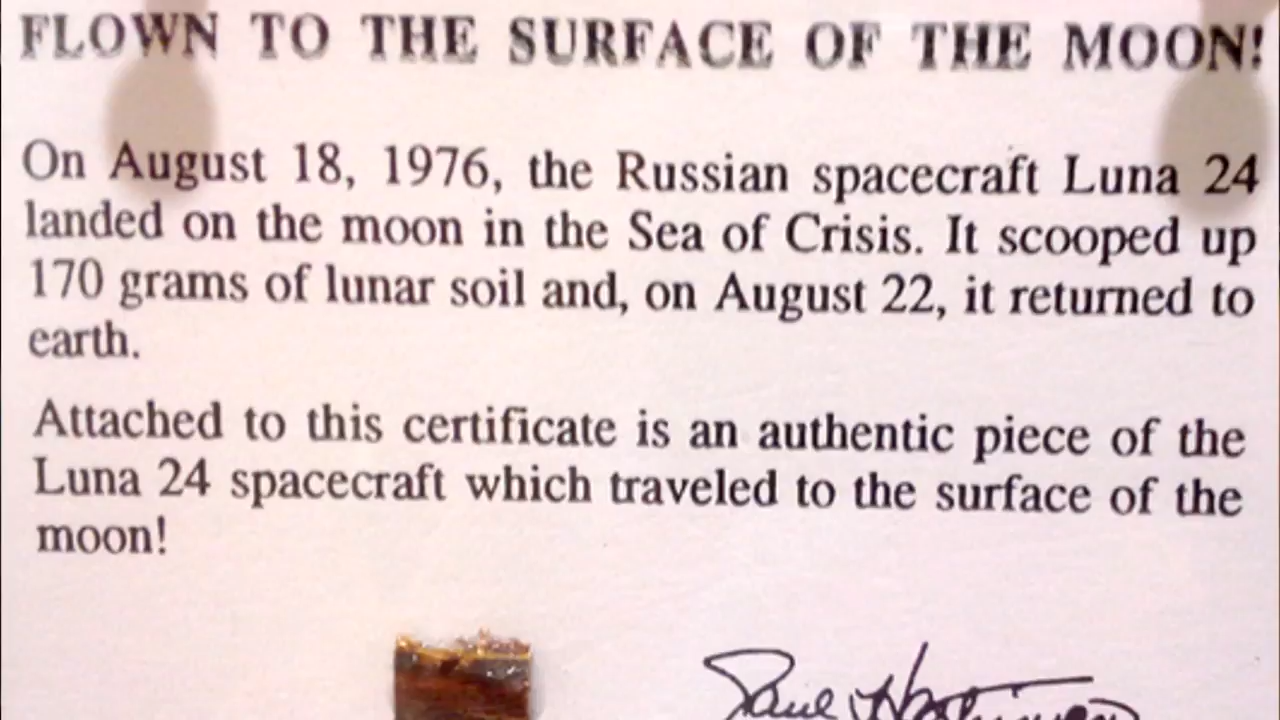 FLOWN TO THE SURFACE OF THE MOON!
On August 18, 1976, the Russian spacecraft Luna 24
landed on the moon in the Sea of Crisis. It scooped up
170 grams of lunar soil and, on August 22, it returned to
earth.
Attached to this certificate is an authentic piece of the
Luna 24 spacecraft which traveled to the surface of the
moon!